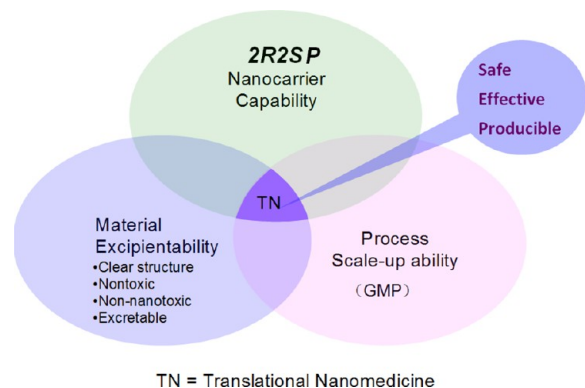 2R2SP
Nanocarrier
Capability
Safe
Effective
Producible
TN
Material
Excipientability
•Clear structure
•Nontoxic
•Non-nanotoxic
•Excretable
Process
Scale-up ability
(GMP)
TN = Translational Nanomedicine